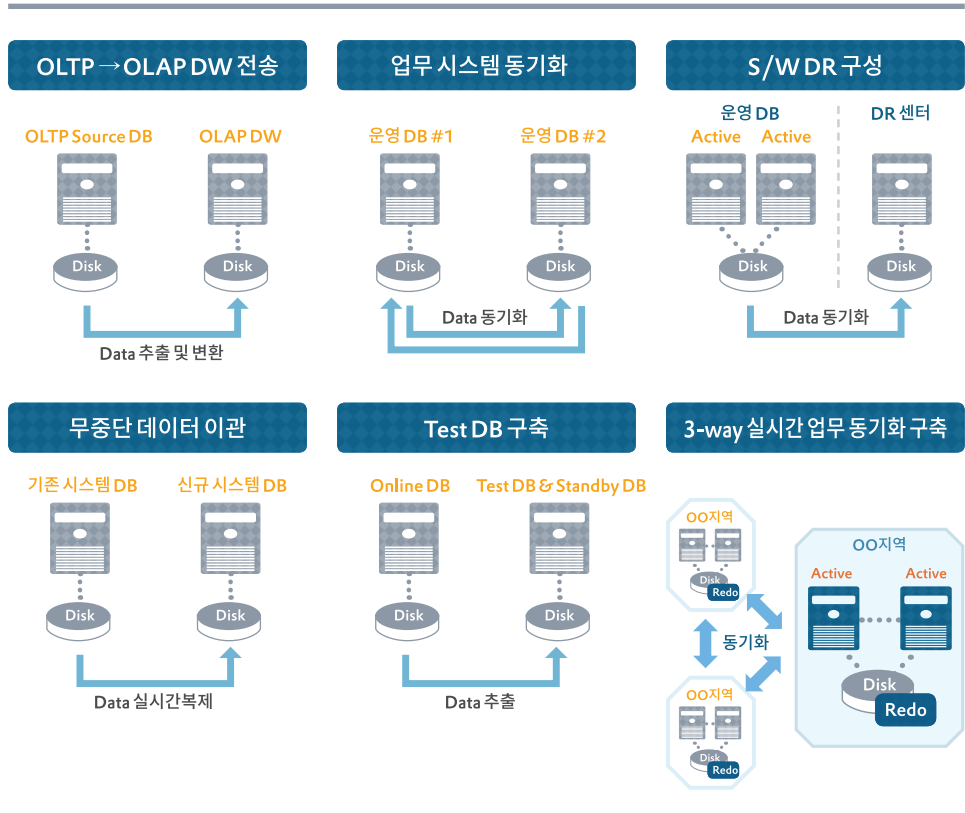 OLTP → OLAP DW 전송
OLTP Source DB
OLAP DW
Disk
Disk
Data 추출 및 변환
업무 시스템 동기화
운영 DB #1
운영 DB #2
Disk
Disk
Data 동기화
S/W DR 구성
운영 DB
DR 센터
Active
Active
Disk
Disk
Data 동기화
무중단 데이터 이관
기존 시스템 DB
신규 시스템 DB
Disk
Disk
Data 실시간복제
Test DB 구축
Online DB
Test DB & Standby DB
Disk
Disk
Data 추출
3-way 실시간 업무 동기화 구축
OO지역
Disk
Redo
동기화
OO지역
Disk
Redo
OO지역
Active
Active
Disk
Redo